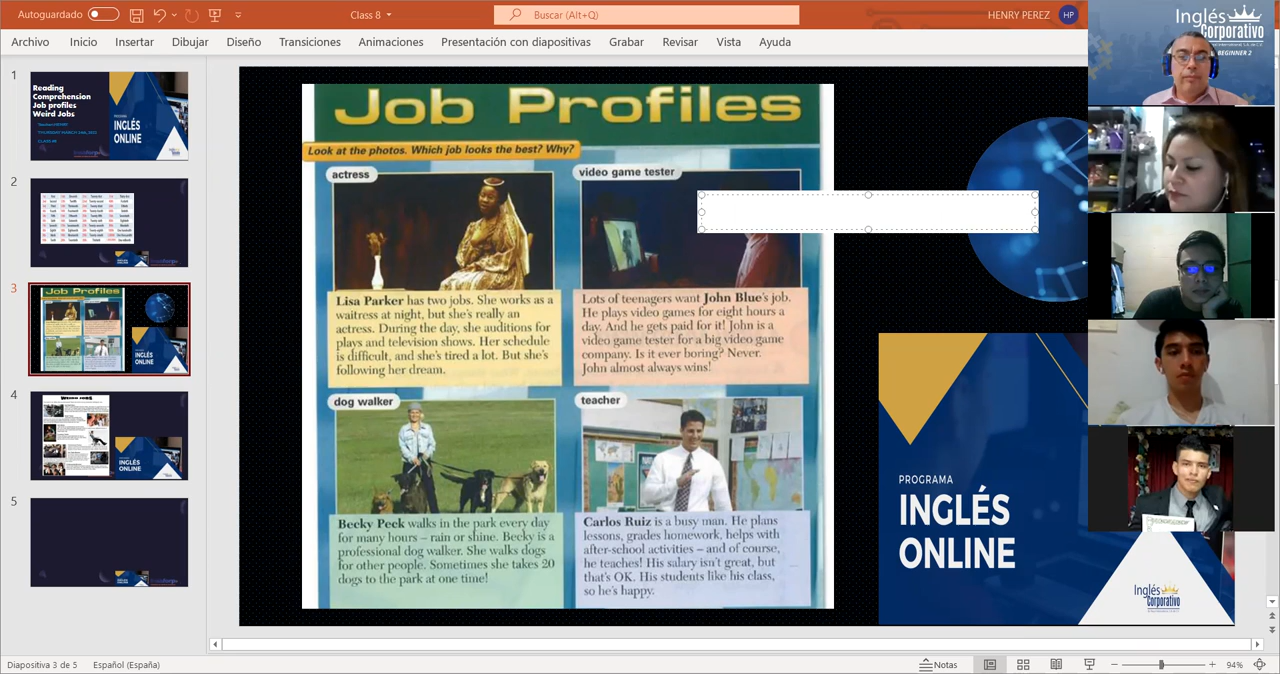 Autoguardado
Class 8
Buscar (Alt+Q)
HENRY PEREZ
HP
Archivo
Inicio
Insertar
Dibujar
Diseño
Transiciones
Animaciones
Presentación con diapositivas
Grabar
Revisar
Vista
Ayuda
1
Reading
Comprehension
Job profiles
Weird Jobs
INGLÉS
ONLINE
2
3
4
5
Job Profiles
Look at the photos. Which job looks the best? Why?
actress
Lisa Parker has two jobs. She works as a
waitress at night, but she's really an
actress. During the day, she auditions for
plays and television shows. Her schedule
is difficult, and she's tired a lot. But she's
following her dream.
video game tester
Lots of teenagers want John Blue's job.
He plays video games for eight hours a
day. And he gets paid for it! John is a
video game tester for a big video game
company. Is it ever boring? Never.
John almost always wins!
dog walker
Becky Peck walks in the park every day
for many hours – rain or shine. Becky is a
professional dog walker. She walks dogs
for other people. Sometimes she takes 20
dogs to the park at one time!
teacher
Carlos Ruiz is a busy man. He plans
lessons, grades homework, helps with
after-school activities – and of course,
he teaches! His salary isn't great, but
that's OK. His students like his class,
so he's happy.
PROGRAMA
INGLÉS
ONLINE
Inglés
Corporativo
Inglés
Corporativo
BEGINNER 2
Diapositiva 3 de 5
Español (España)
Notas
94%